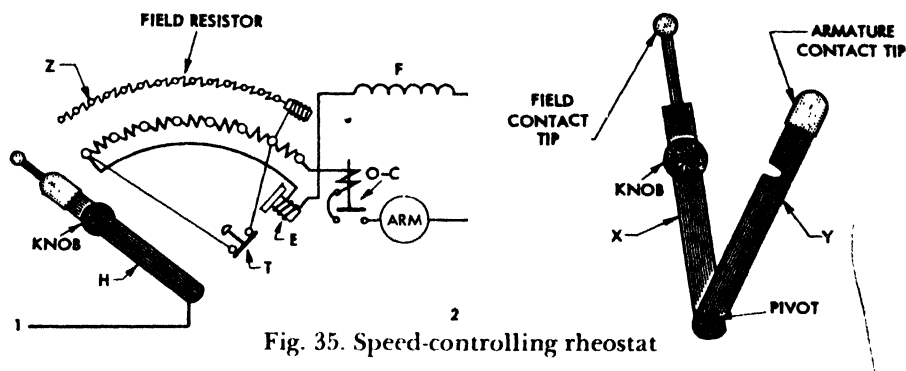 FIELD RESISTOR
Z
F
O-C
ARM
E
T
KNOB
H
1
2
FIELD
CONTACT
TIP
ARMATURE
CONTACT TIP
KNOB
X
Y
PIVOT
Fig. 35. Speed-controlling rheostat